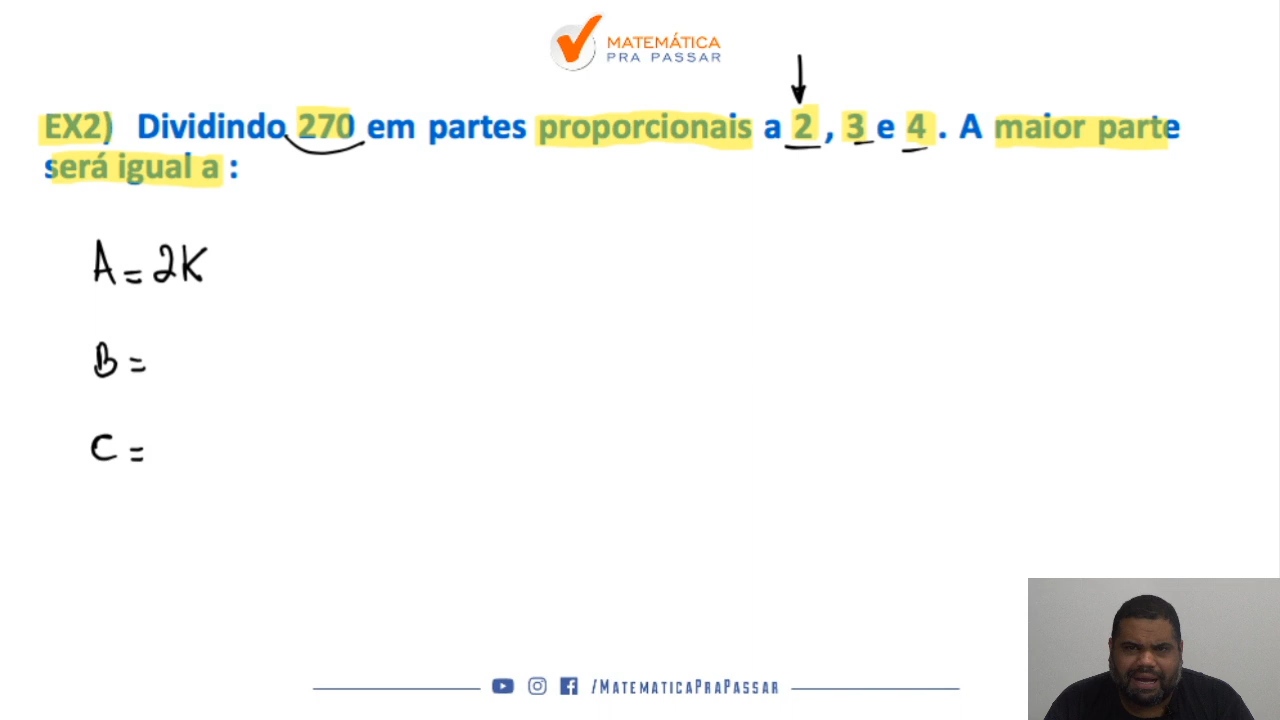 MATEMÁTICA
PRA PASSAR
EX2) Dividindo 270 em partes proporcionais a 2 , 3 e 4 . A maior parte
será igual a :
A = 2K
B =
C =
/MATEMATICAPRAPASSAR